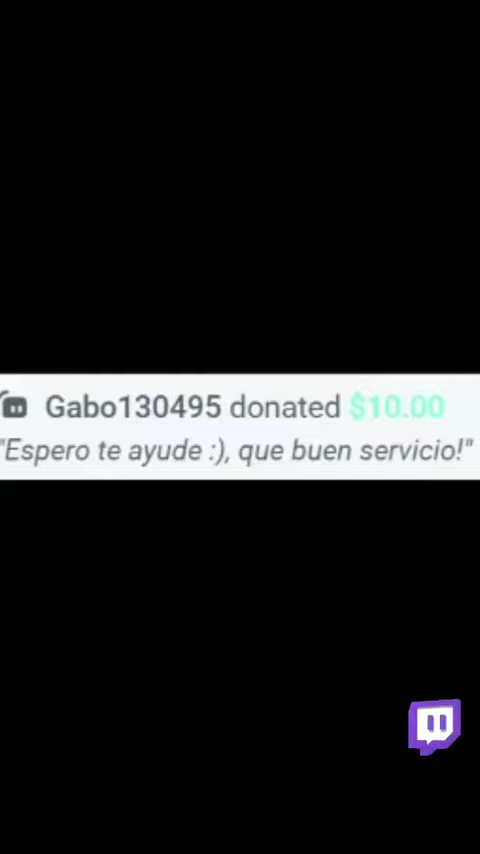 Gabo130495 donated $10.00
"Espero te ayude :), que buen servicio!"